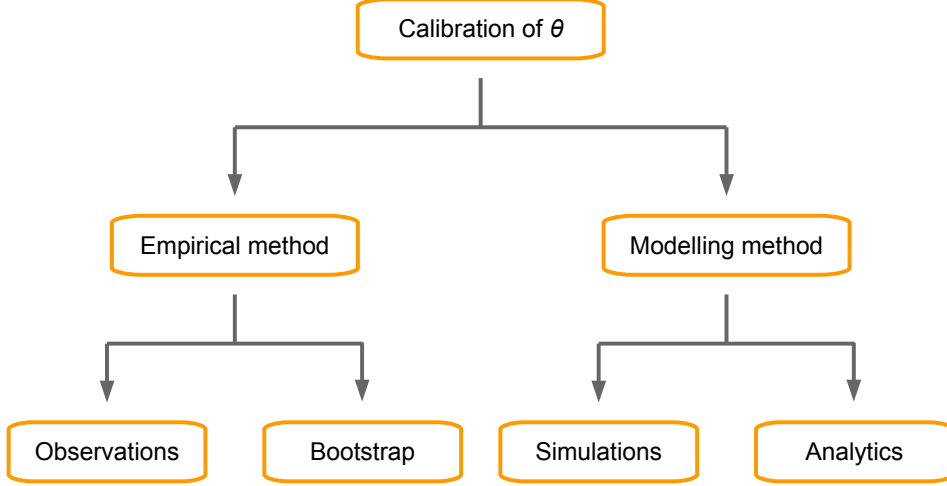 Calibration of θ
Empirical method
Modelling method
Observations
Bootstrap
Simulations
Analytics